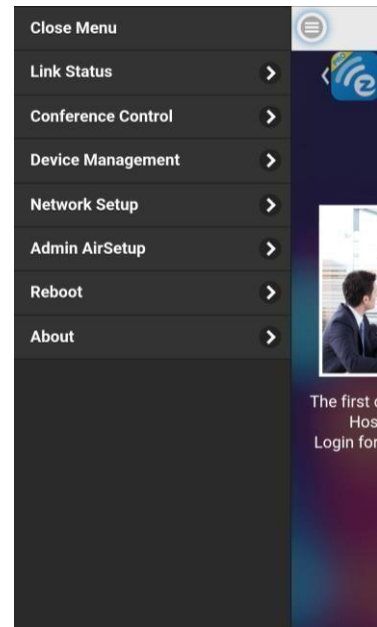 Close Menu
Link Status
Conference Control
Device Management
Network Setup
Admin AirSetup
Reboot
About
The first
Hos
Login for